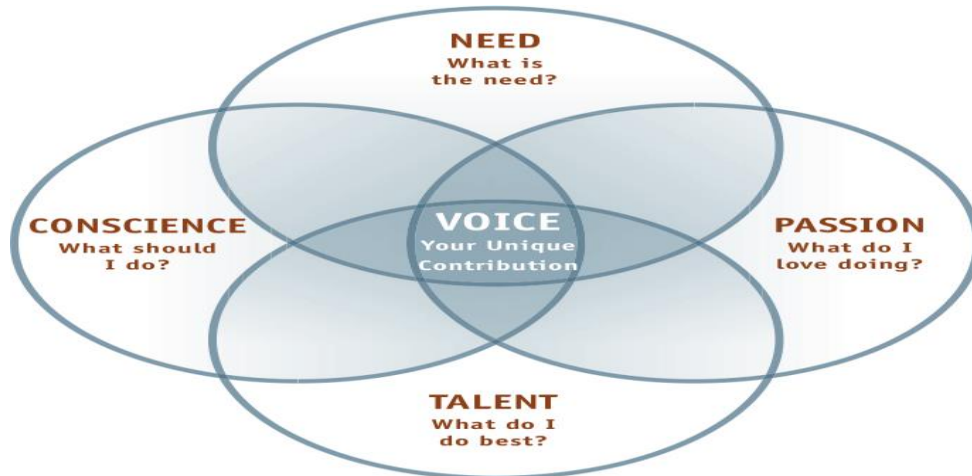 NEED
What is
the need?
CONSCIENCE
What should
I do?
VOICE
Your Unique
Contribution
PASSION
What do I
love doing?
TALENT
What do I
do best?